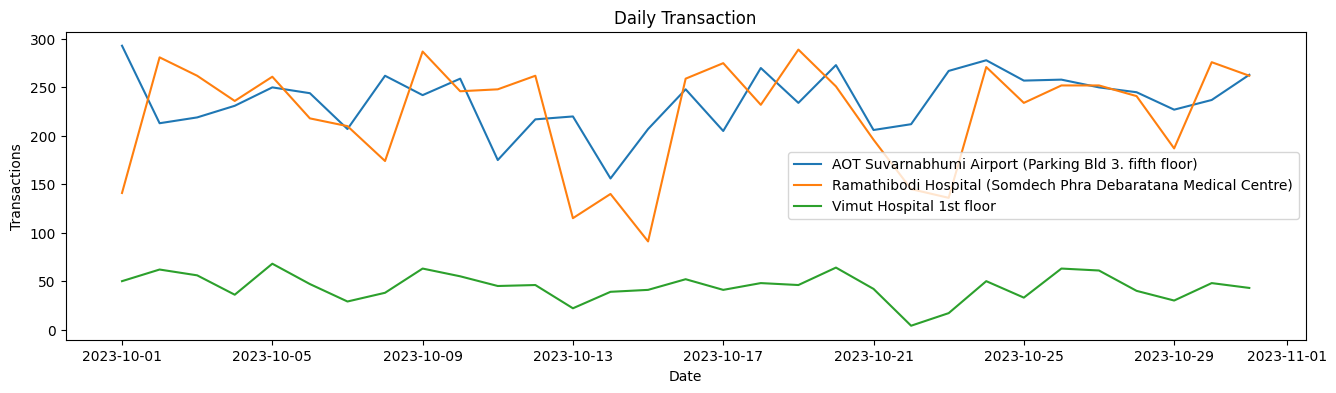 Daily Transaction
300
250
200
150
100
50
0
Transactions
AOT Suvarnabhumi Airport (Parking Bld 3. fifth floor)
Ramathibodi Hospital (Somdech Phra Debaratana Medical Centre)
Vimut Hospital 1st floor
2023-10-01 2023-10-05 2023-10-09 2023-10-13 2023-10-17 2023-10-21 2023-10-25 2023-10-29 2023-11-01
Date